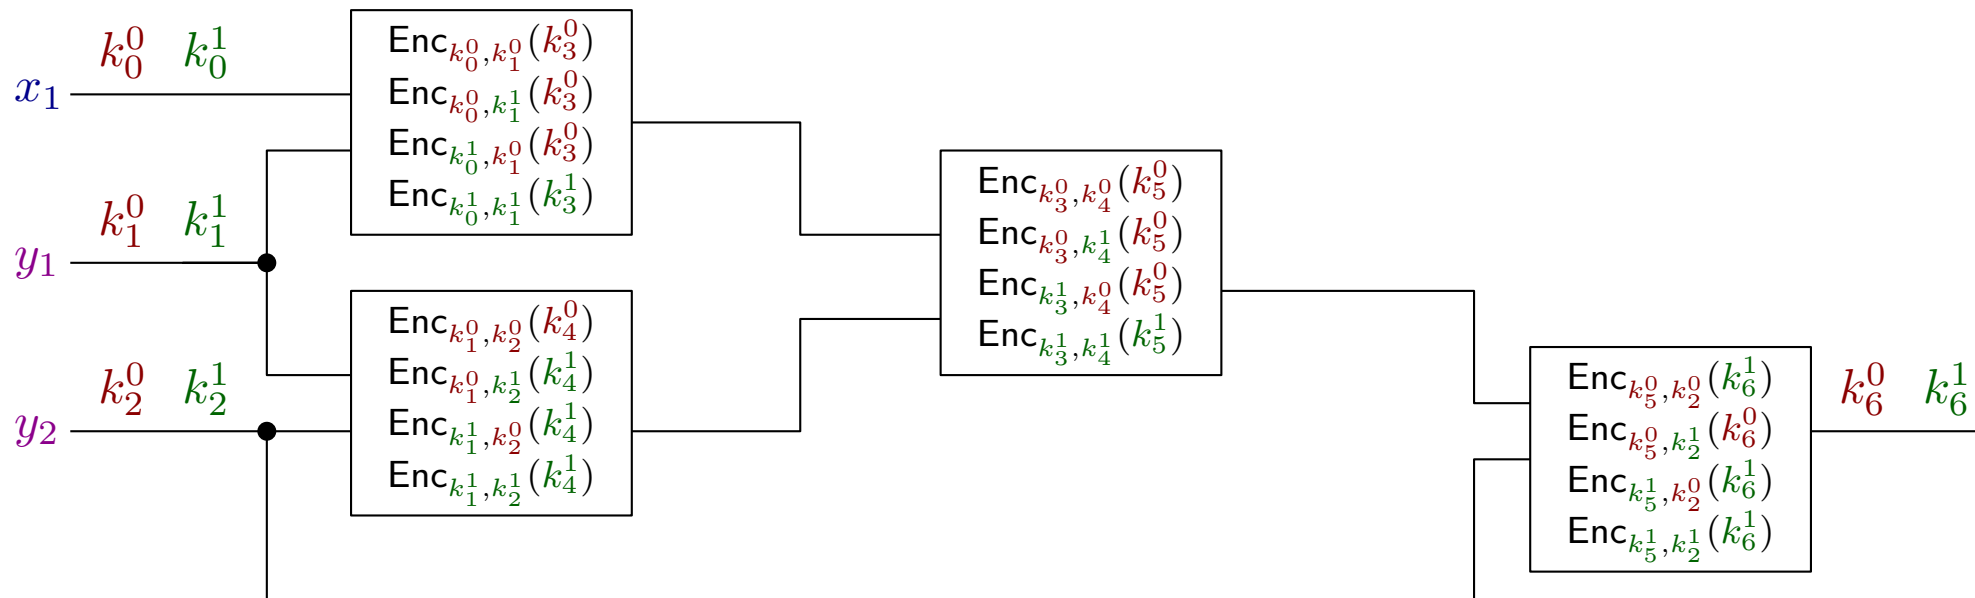 k_0^0 k_0^1
x_1
k_1^0 k_1^1
y_1
k_2^0 k_2^1
y_2
Enc_{k_0^0,k_1^0}(k_3^0)
Enc_{k_0^0,k_1^1}(k_3^0)
Enc_{k_0^1,k_1^0}(k_3^0)
Enc_{k_0^1,k_1^1}(k_3^1)
Enc_{k_1^0,k_2^0}(k_4^0)
Enc_{k_1^0,k_2^1}(k_4^1)
Enc_{k_1^1,k_2^0}(k_4^1)
Enc_{k_1^1,k_2^1}(k_4^1)
Enc_{k_3^0,k_4^0}(k_5^0)
Enc_{k_3^0,k_4^1}(k_5^0)
Enc_{k_3^1,k_4^0}(k_5^0)
Enc_{k_3^1,k_4^1}(k_5^1)
Enc_{k_5^0,k_2^0}(k_6^1)
Enc_{k_5^0,k_2^1}(k_6^0)
Enc_{k_5^1,k_2^0}(k_6^1)
Enc_{k_5^1,k_2^1}(k_6^1)
k_6^0 k_6^1